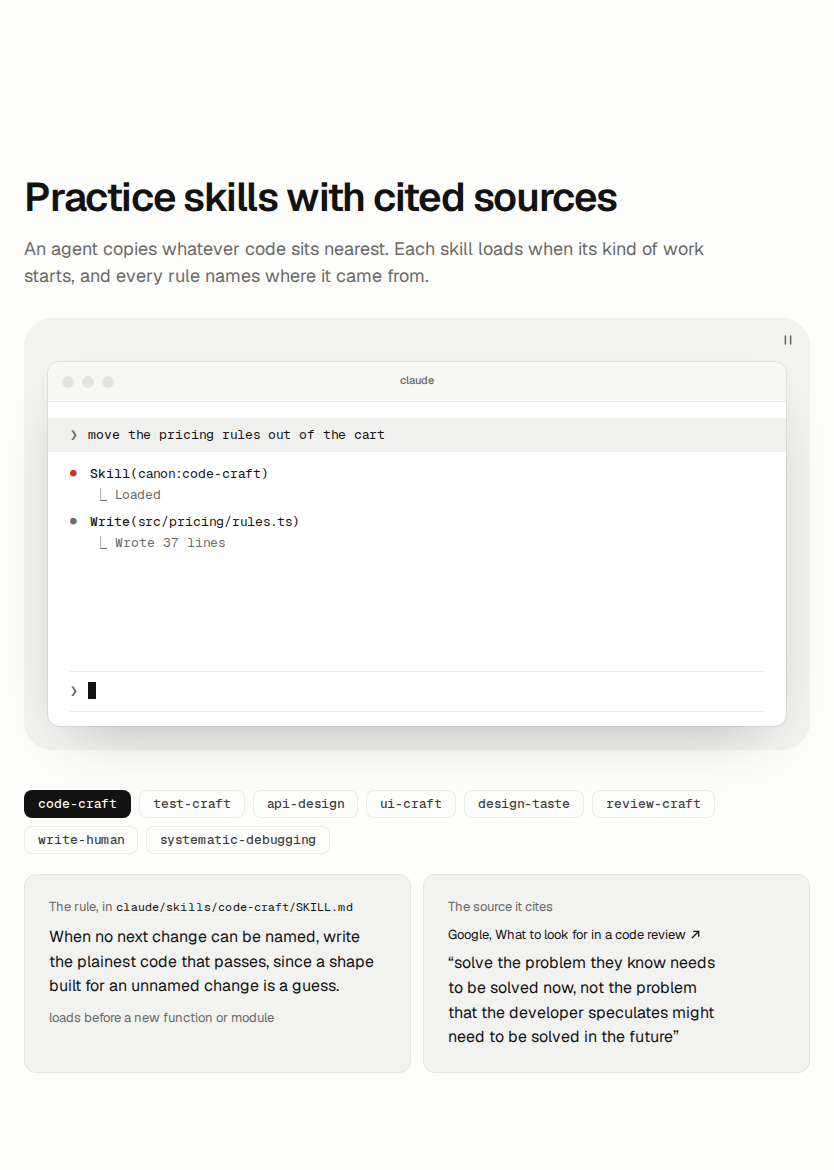 Practice skills with cited sources
An agent copies whatever code sits nearest. Each skill loads when its kind of work
starts, and every rule names where it came from.
claude
❯ move the pricing rules out of the cart
● Skill(canon:code-craft)
⎿ Loaded
● Write(src/pricing/rules.ts)
⎿ Wrote 37 lines
❯
code-craft test-craft api-design ui-craft design-taste review-craft
write-human systematic-debugging
The rule, in claude/skills/code-craft/SKILL.md
When no next change can be named, write
the plainest code that passes, since a shape
built for an unnamed change is a guess.
loads before a new function or module
The source it cites
Google, What to look for in a code review ↗
“solve the problem they know needs
to be solved now, not the problem
that the developer speculates might
need to be solved in the future”